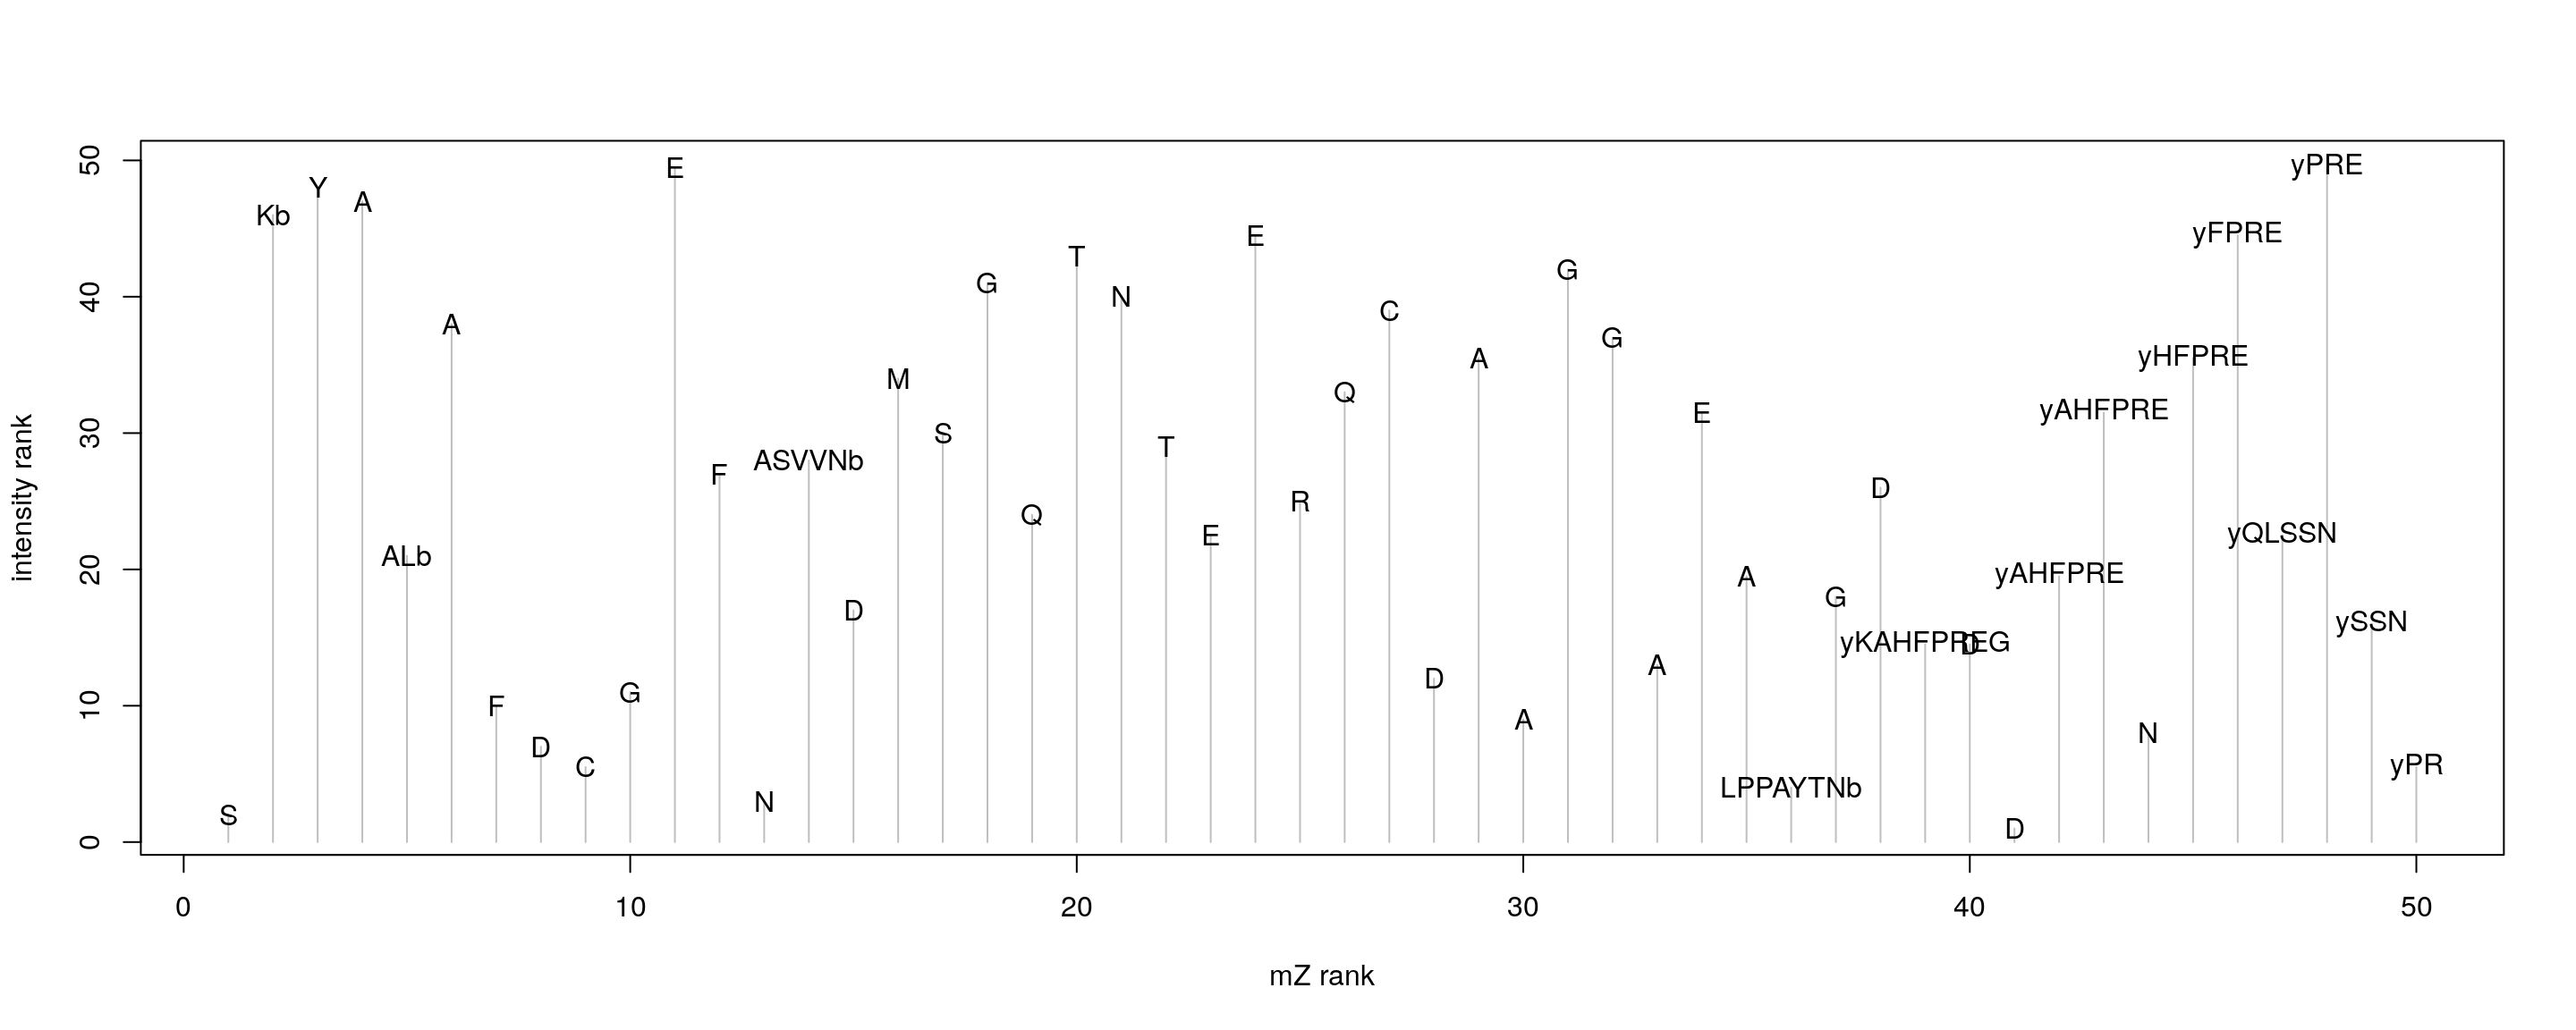 intensity rank
50
40
30
20
10
0
S
Kb
Y
A
ALb
A
F
D
C
G
E
F
N
ASVVNb
D
M
S
G
Q
T
N
T
E
E
R
Q
C
D
A
A
G
G
A
E
A
LPPAYTNb
G
D
yKAHFPREG
D
D
yAHFPRE
yAHFPRE
N
yHFPRE
yFPRE
yQLSSN
yPRE
ySSN
yPR
0
10
20
30
40
50
mZ rank